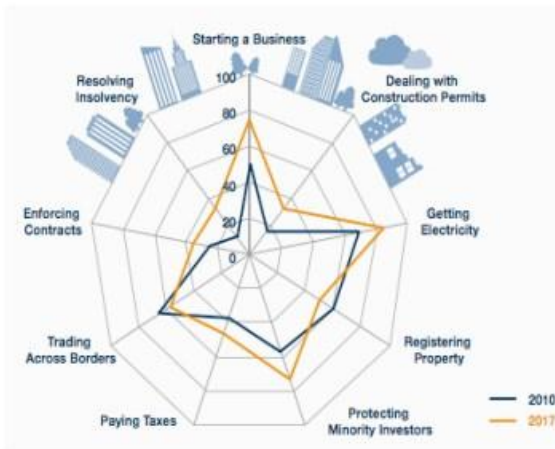 Starting a Business
100
80
60
40
20
0
Dealing with
Construction Permits
Getting
Electricity
Registering
Property
Protecting
Minority Investors
Paying Taxes
Trading
Across Borders
Enforcing
Contracts
Resolving
Insolvency
2010
2017